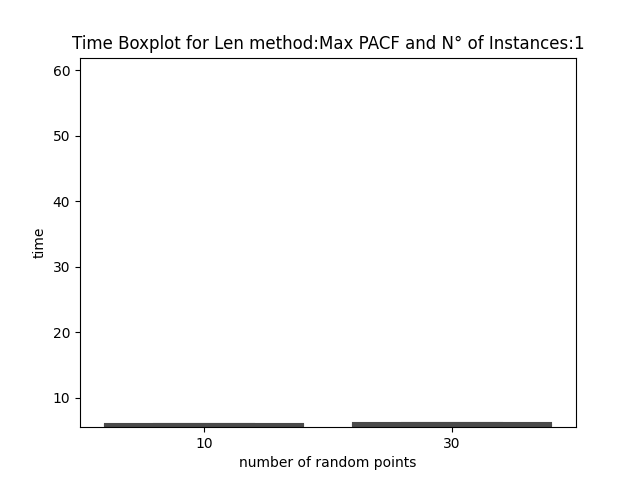 Time Boxplot for Len method:Max PACF and N° of Instances:1
60
50
40
30
20
10
time
10 30
number of random points